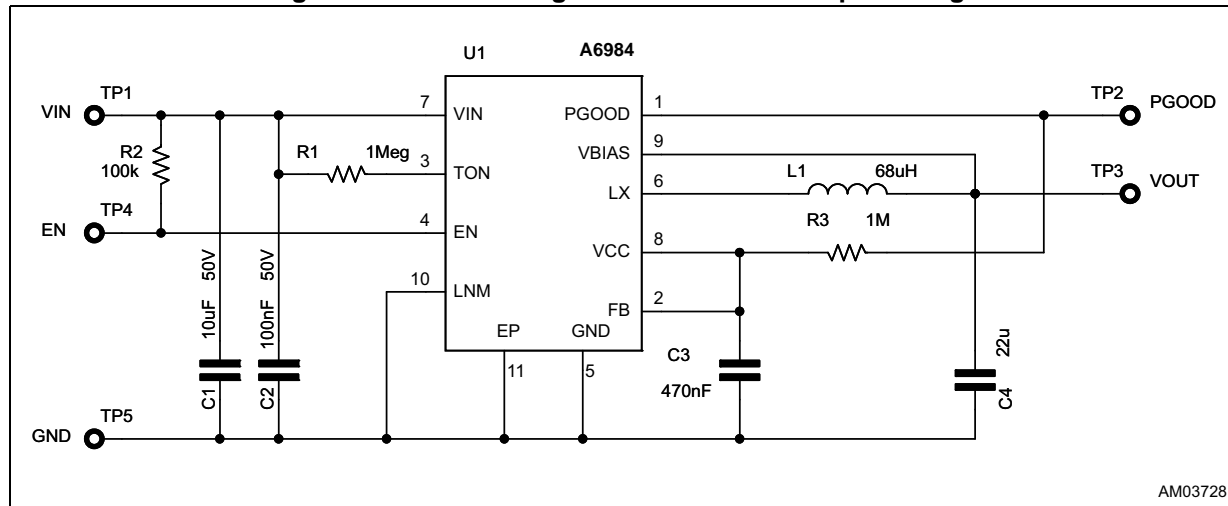 U1
A6984
TP1
VIN
R2
100k
R1
1Meg
TP4
EN
50V
10uF
C1
50V
100nF
C2
TP5
GND
7
VIN
3
TON
4
EN
10
LNM
EP
GND
11
5
PGOOD
1
VBIAS
9
LX
6
VCC
8
FB
2
L1
68uH
R3
1M
C3
470nF
22u
C4
TP2
PGOOD
TP3
VOUT
AM03728